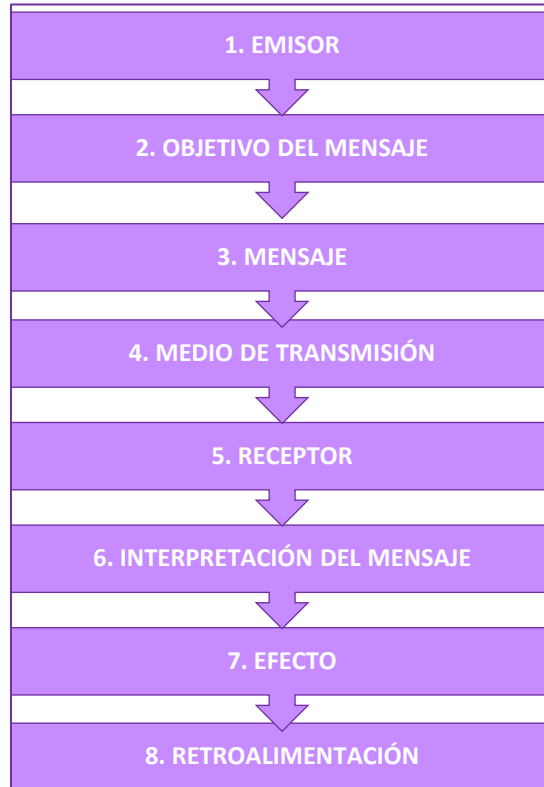 1. EMISOR
2. OBJETIVO DEL MENSAJE
3. MENSAJE
4. MEDIO DE TRANSMISIÓN
5. RECEPTOR
6. INTERPRETACIÓN DEL MENSAJE
7. EFECTO
8. RETROALIMENTACIÓN